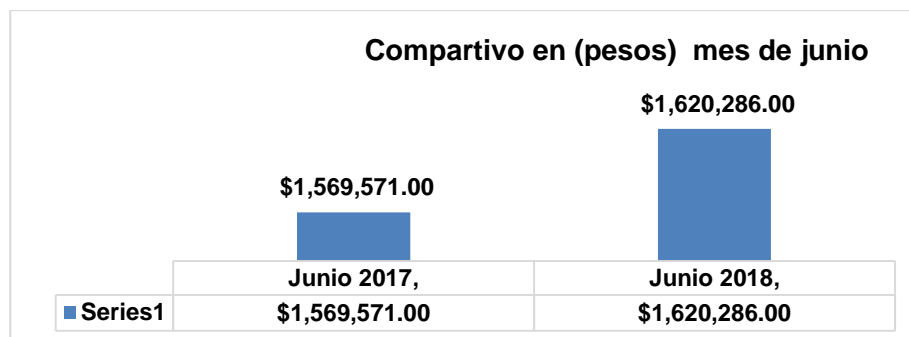 Compartivo en (pesos) mes de junio
$1,620,286.00
$1,569,571.00
Junio 2017, Junio 2018,
Series1 $1,569,571.00 $1,620,286.00